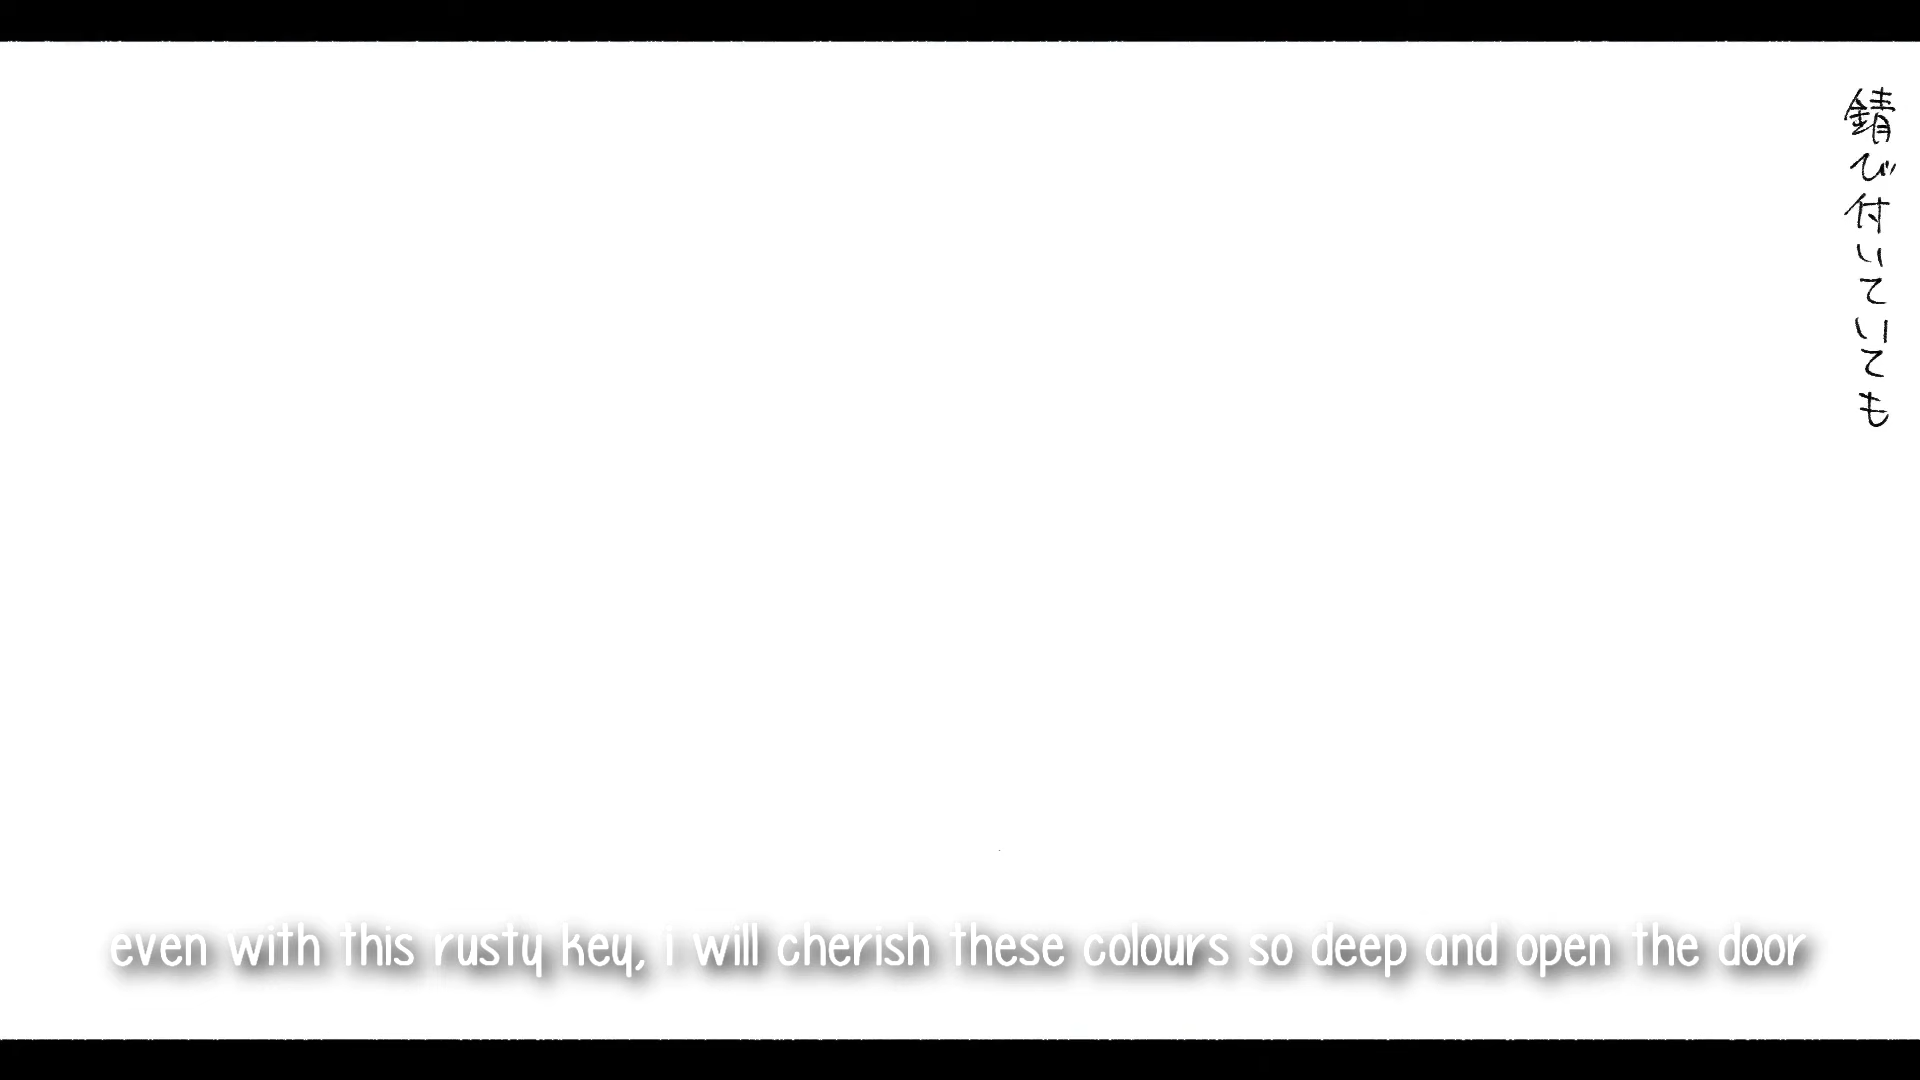 錆び付いていても
even with this rusty key, i will cherish these colours so deep and open the door